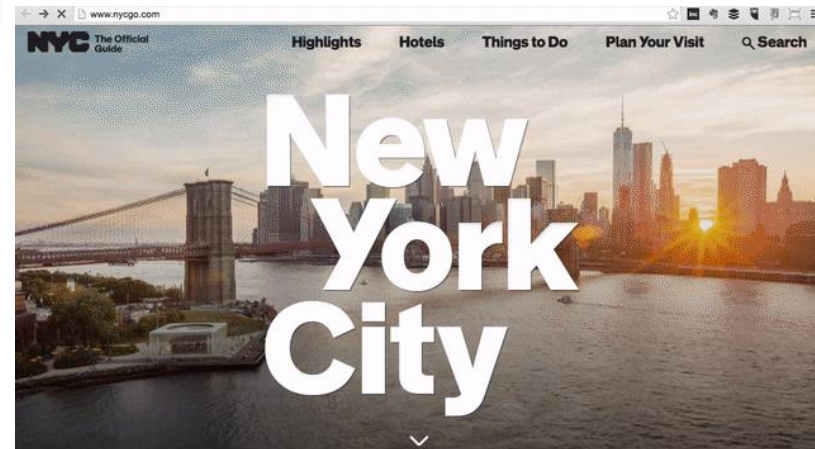 www.nycgo.com
NYC The Official Guide
Highlights
Hotels
Things to Do
Plan Your Visit
Search
New
York
City